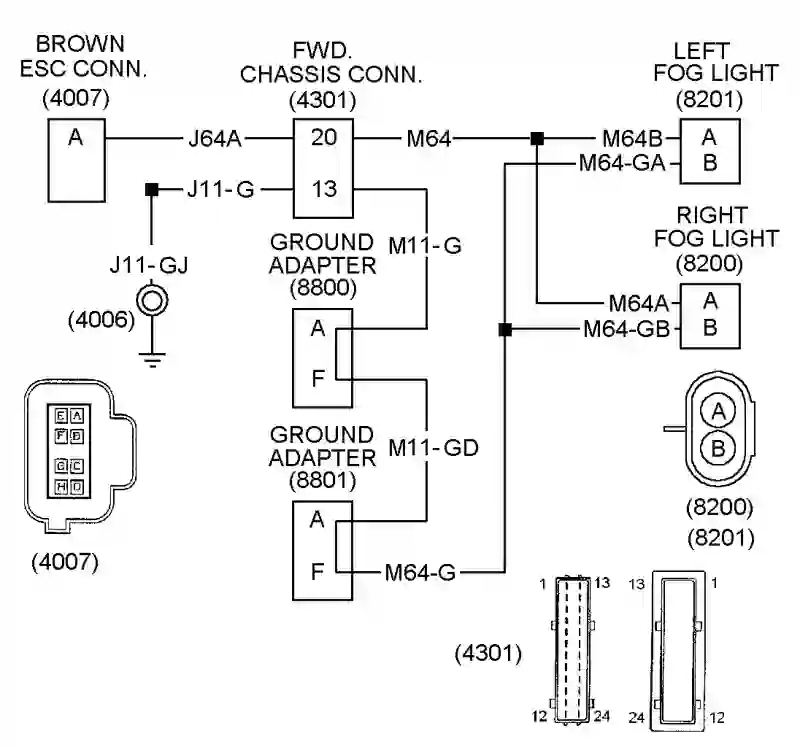 BROWN
ESC CONN.
(4007)
FWD.
CHASSIS CONN.
(4301)
LEFT
FOG LIGHT
(8201)
A
J64A
20
M64
M64B
A
M64-GA
B
J11-G
13
M11-G
RIGHT
FOG LIGHT
(8200)
J11-GJ
(4006)
GROUND
ADAPTER
(8800)
A
F
M64A
A
M64-GB
B
E A
F B
G C
H D
(4007)
GROUND
ADAPTER
(8801)
M11-GD
A
F
M64-G
A
B
(8200)
(8201)
(4301)
1 13
12 24
13 1
24 12